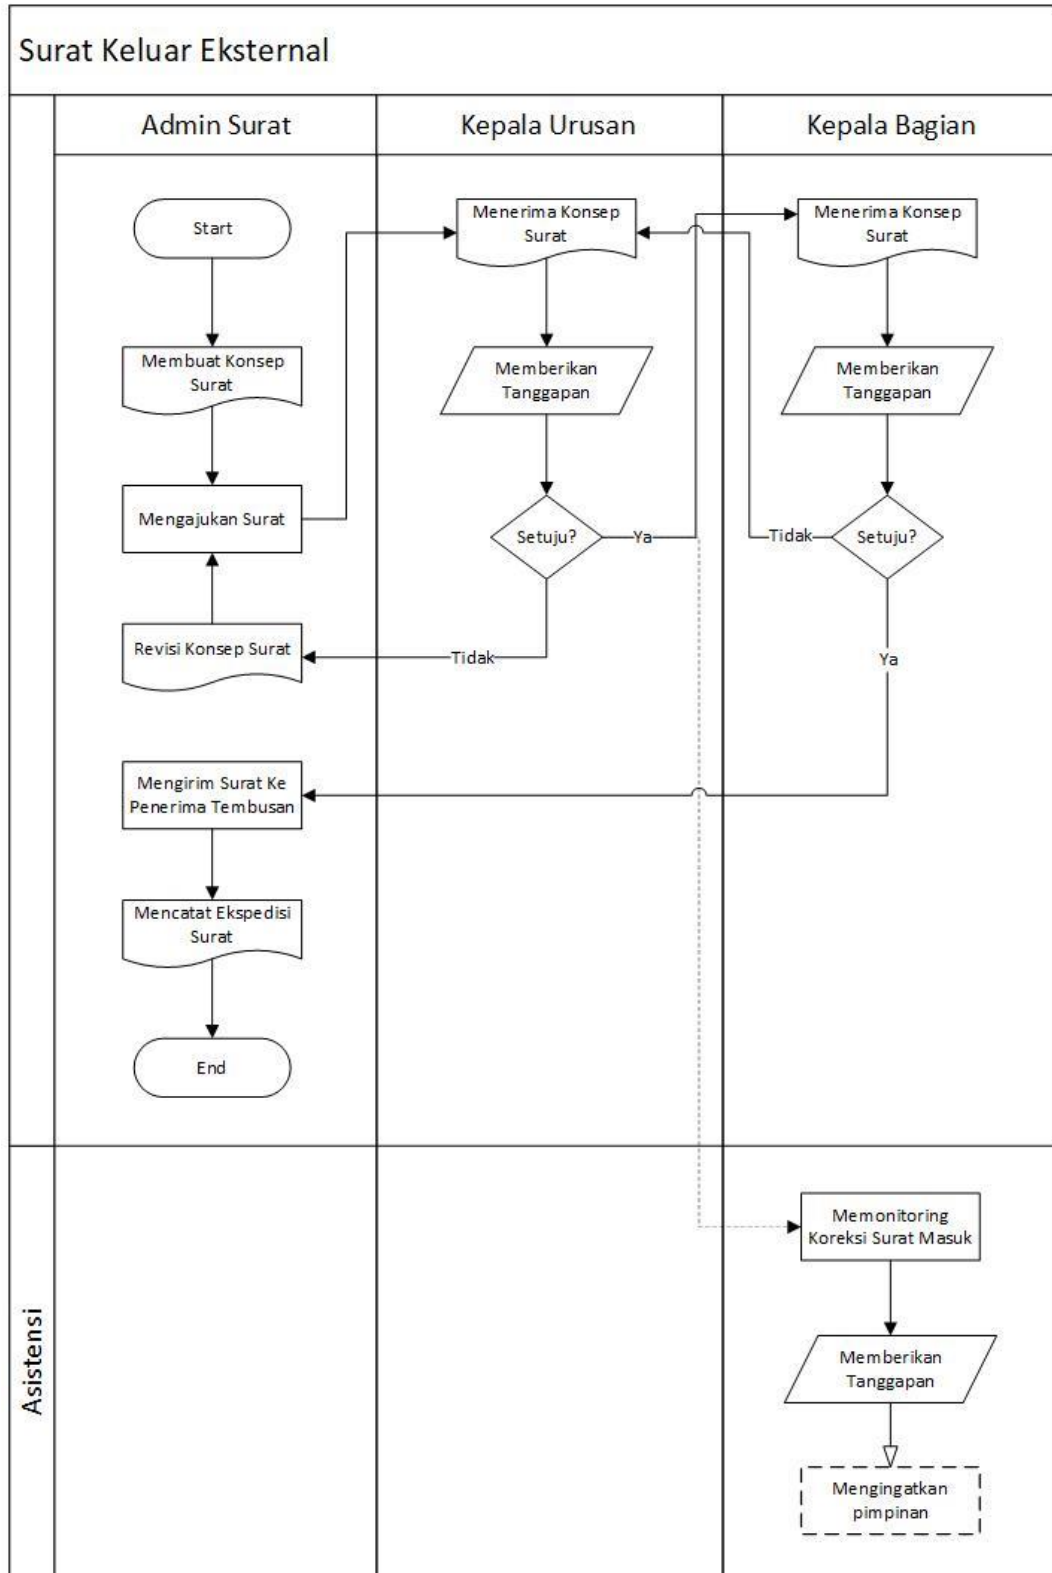 Surat Keluar Eksternal
Admin Surat
Kepala Urusan
Kepala Bagian
Start
Menerima Konsep
Surat
Menerima Konsep
Surat
Membuat Konsep
Surat
Memberikan
Tanggapan
Memberikan
Tanggapan
Mengajukan Surat
Setuju?
Ya
Tidak
Setuju?
Revisi Konsep Surat
Tidak
Ya
Mengirim Surat Ke
Penerima Tembusan
Mencatat Ekspedisi
Surat
End
Asistensi
Memonitoring
Koreksi Surat Masuk
Memberikan
Tanggapan
Mengingatkan
pimpinan